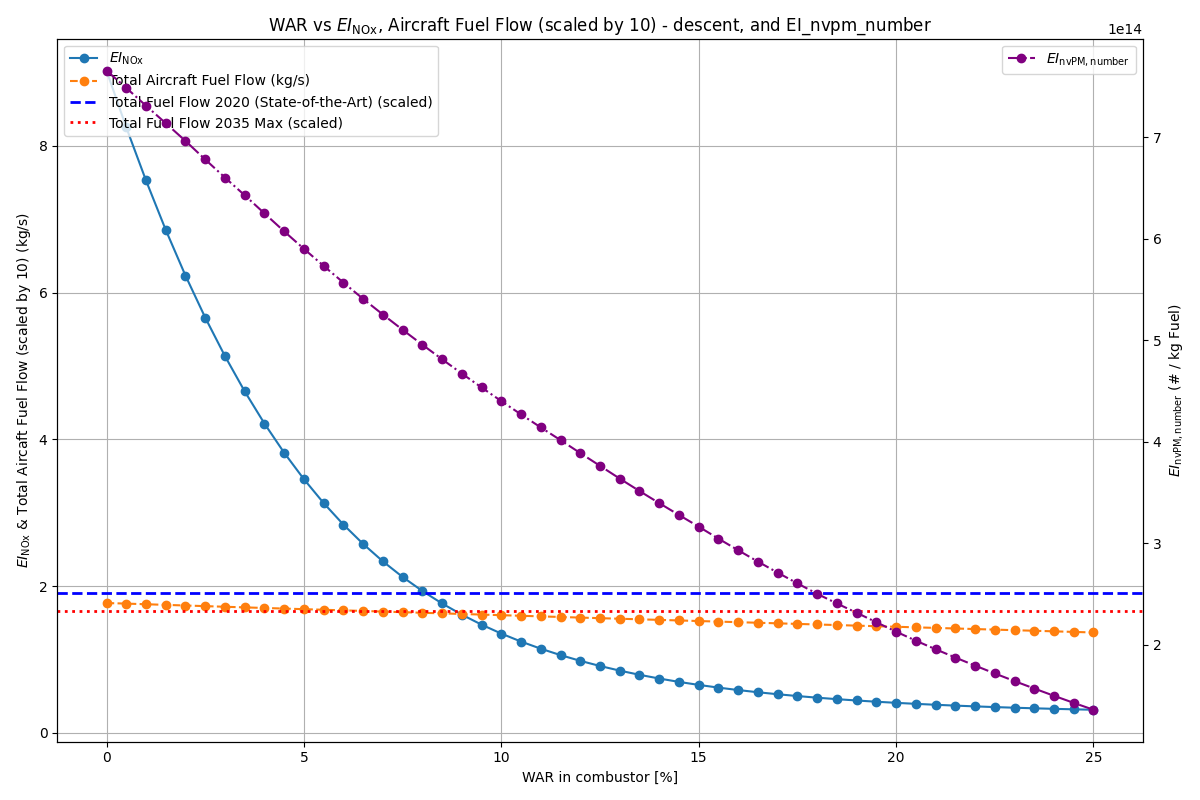 WAR vs EI_NOx, Aircraft Fuel Flow (scaled by 10) - descent, and EI_nvpm_number
1e14
EI_NOx
Total Aircraft Fuel Flow (kg/s)
Total Fuel Flow 2020 (State-of-the-Art) (scaled)
Total Fuel Flow 2035 Max (scaled)
EI_nvPM,number
8
6
4
2
0
EI_NOx & Total Aircaft Fuel Flow (scaled by 10) (kg/s)
7
6
5
4
3
2
EI_nvPM,number (# / kg Fuel)
0 5 10 15 20 25
WAR in combustor [%]